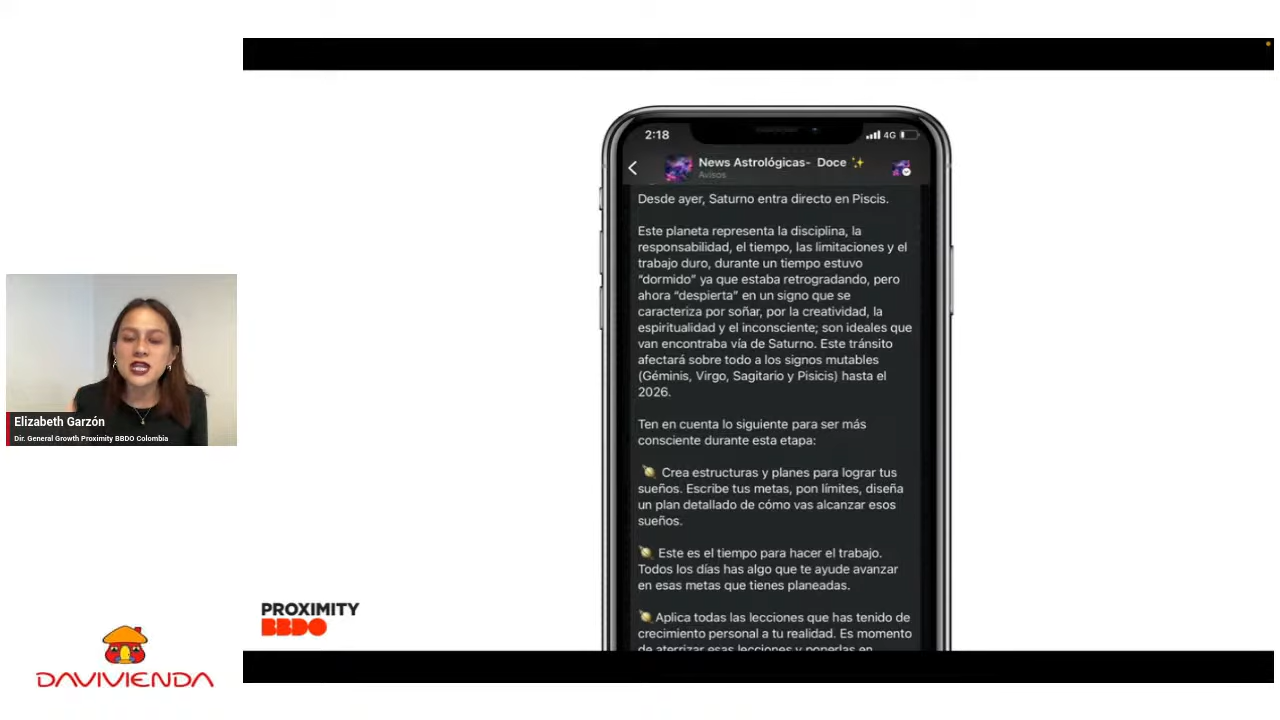 2:18
4G
News Astrológicas- Doce ✨
Avisos
Desde ayer, Saturno entra directo en Piscis.
Este planeta representa la disciplina, la
responsabilidad, el tiempo, las limitaciones y el
trabajo duro, durante un tiempo estuvo
“dormido” ya que estaba retrogradando, pero
ahora “despierta” en un signo que se
caracteriza por soñar, por la creatividad, la
espiritualidad y el inconsciente; son ideales que
van encontraba vía de Saturno. Este tránsito
afectará sobre todo a los signos mutables
(Géminis, Virgo, Sagitario y Pisicis) hasta el
2026.
Ten en cuenta lo siguiente para ser más
consciente durante esta etapa:
🪐 Crea estructuras y planes para lograr tus
sueños. Escribe tus metas, pon límites, diseña
un plan detallado de cómo vas alcanzar esos
sueños.
🪐 Este es el tiempo para hacer el trabajo.
Todos los días has algo que te ayude avanzar
en esas metas que tienes planeadas.
🪐Aplica todas las lecciones que has tenido de
crecimiento personal a tu realidad. Es momento
de aterrizar esas lecciones y ponerlas en
Elizabeth Garzón
Dir. General Growth Proximity BBDO Colombia
PROXIMITY
BBDO
DAVIVIENDA